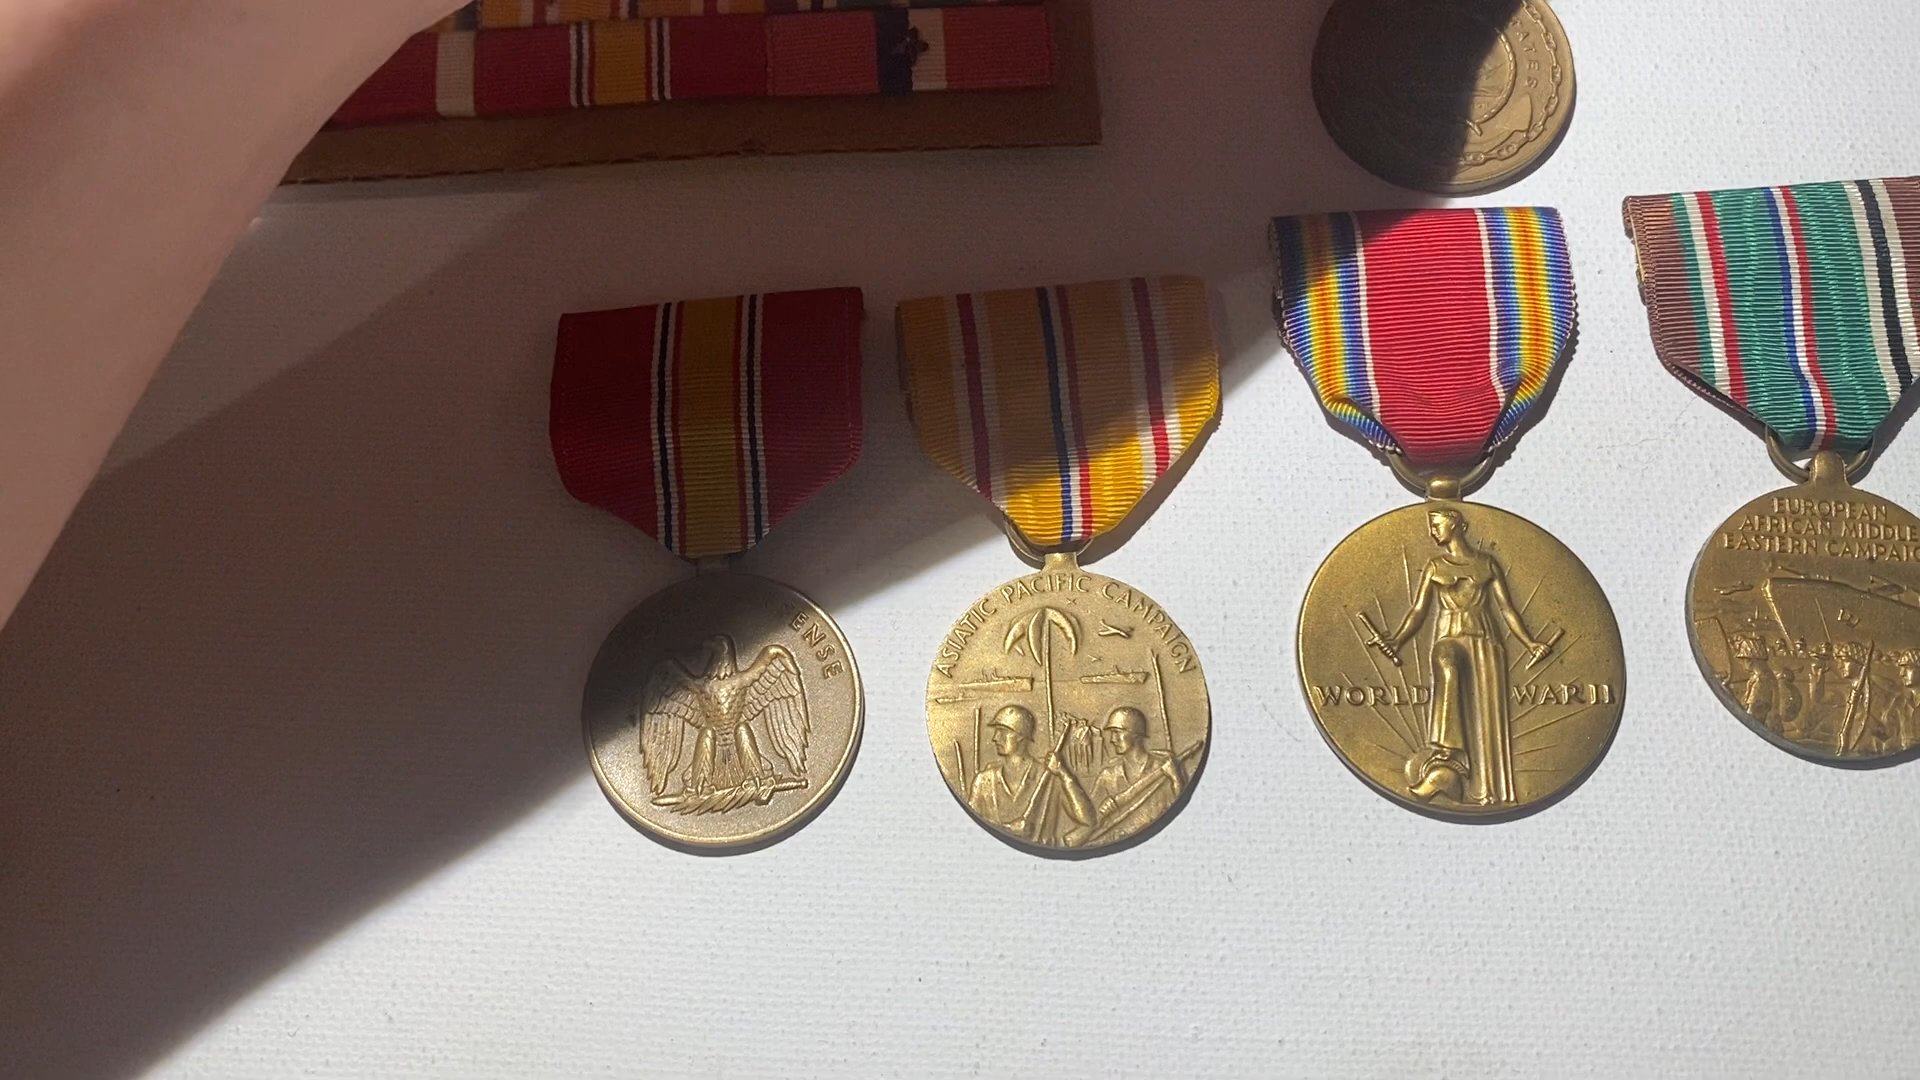 ENSE
ASIATIC PACIFIC CAMPAIGN
WORLD WAR II
EUROPEAN
AFRICAN MIDDLE
EASTERN CAMPAIG